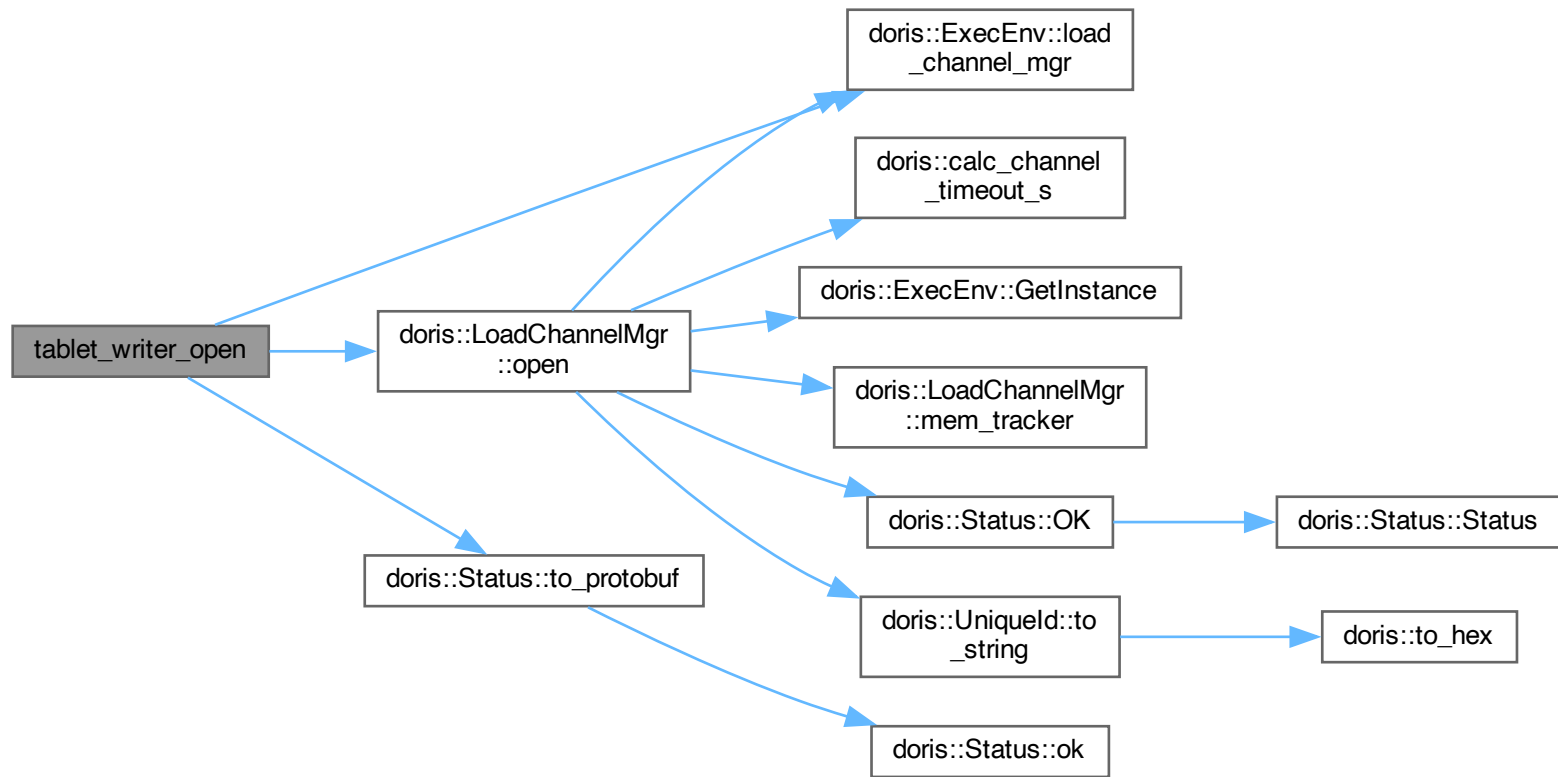 doris::ExecEnv::load
_channel_mgr
doris::calc_channel
_timeout_s
doris::ExecEnv::GetInstance
tablet_writer_open
doris::LoadChannelMgr
::open
doris::LoadChannelMgr
::mem_tracker
doris::Status::OK
doris::Status::Status
doris::Status::to_protobuf
doris::UniqueId::to
_string
doris::to_hex
doris::Status::ok